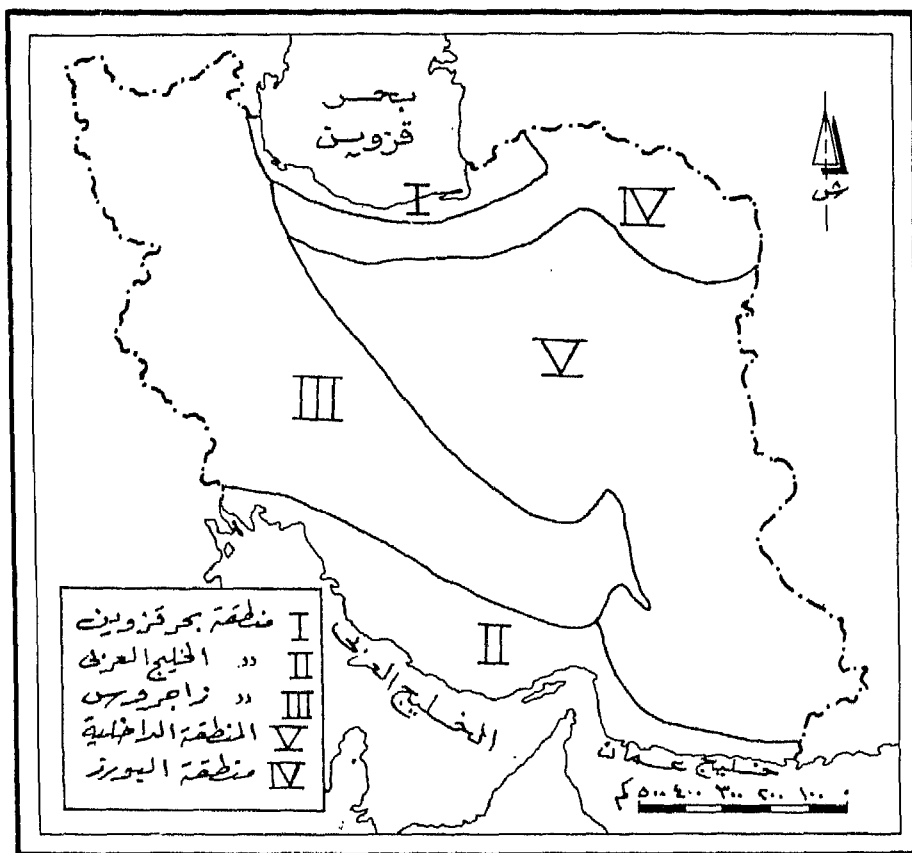 بحر
قزوين
ش
I
IV
V
III
II
I منطقة بحر قزوين
II " الخليج العربي
III " زاجروس
V المنطقة الداخلية
IV منطقة اليورز
الخليج العربي
خليج عمان
٥٠٠ ٤٠٠ ٣٠٠ ٢٠٠ ١٠٠ ٠ كم